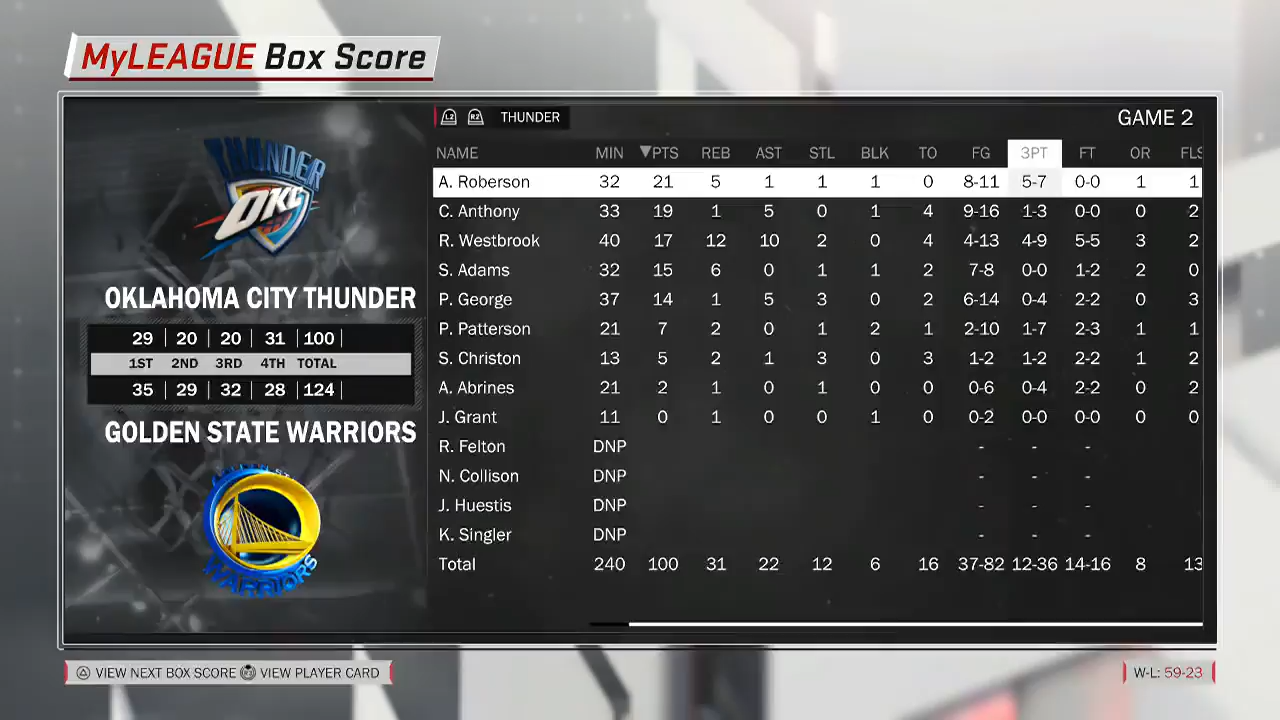 MyLEAGUE Box Score
L2 R2 THUNDER GAME 2
NAME MIN ▼PTS REB AST STL BLK TO FG 3PT FT OR FLS
A. Roberson 32 21 5 1 1 1 0 8-11 5-7 0-0 1 1
C. Anthony 33 19 1 5 0 1 4 9-16 1-3 0-0 0 2
R. Westbrook 40 17 12 10 2 0 4 4-13 4-9 5-5 3 2
S. Adams 32 15 6 0 1 1 2 7-8 0-0 1-2 2 0
P. George 37 14 1 5 3 0 2 6-14 0-4 2-2 0 3
P. Patterson 21 7 2 0 1 2 1 2-10 1-7 2-3 1 1
S. Christon 13 5 2 1 3 0 3 1-2 1-2 2-2 1 2
A. Abrines 21 2 1 0 1 0 0 0-6 0-4 2-2 0 2
J. Grant 11 0 1 0 0 1 0 0-2 0-0 0-0 0 0
R. Felton DNP - - -
N. Collison DNP - - -
J. Huestis DNP - - -
K. Singler DNP - - -
Total 240 100 31 22 12 6 16 37-82 12-36 14-16 8 13
THUNDER
OKC
OKLAHOMA CITY THUNDER
29 20 20 31 100
1ST 2ND 3RD 4TH TOTAL
35 29 32 28 124
GOLDEN STATE WARRIORS
WARRIORS
VIEW NEXT BOX SCORE R3 VIEW PLAYER CARD
W-L: 59-23